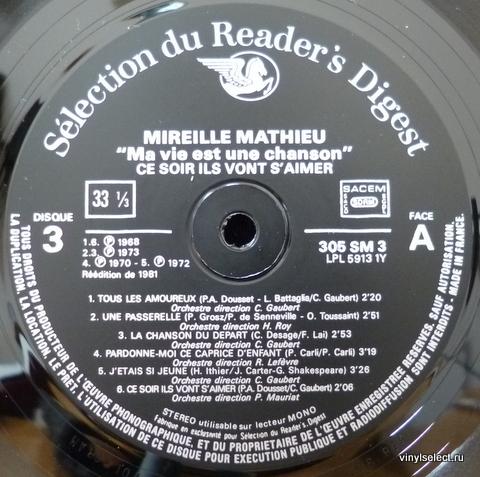 Sélection du Reader's Digest
MIREILLE MATHIEU
"Ma vie est une chanson"
CE SOIR ILS VONT S'AIMER
33 1/3
SACEM
SACD
SDRM
SGDL
DISQUE
3
FACE
A
1.6. Ⓟ 1968
2.3. Ⓟ 1973
4. Ⓟ 1970 - 5. Ⓟ 1972
Réédition de 1981
305 SM 3
LPL 5913 1Y
1. TOUS LES AMOUREUX (P.A. Dousset - L. Battaglia/C. Gaubert) 2'20
Orchestre direction C. Gaubert
2. UNE PASSERELLE (P. Grosz/P. de Senneville - O. Toussaint) 2'51
Orchestre direction H. Roy
3. LA CHANSON DU DEPART (C. Desage/F. Lai) 2'53
Orchestre direction C. Gaubert
4. PARDONNE-MOI CE CAPRICE D'ENFANT (P. Carli/P. Carli) 3'19
Orchestre direction R. Lefèvre
5. J'ETAIS SI JEUNE (H. Ithier/J. Carter-G. Shakespeare) 3'26
Orchestre direction C. Gaubert
6. CE SOIR ILS VONT S'AIMER (P.A. Dousset/C. Gaubert) 2'06
Orchestre direction P. Mauriat
STEREO utilisable sur lecteur MONO
Fabriqué en exclusivité pour Sélection du Reader's Digest
TOUS DROITS DU PRODUCTEUR DE L'ŒUVRE PHONOGRAPHIQUE, ET DU PROPRIETAIRE DE L'ŒUVRE ENREGISTREE RESERVES, SAUF AUTORISATION.
LA DUPLICATION, LA LOCATION, LE PRET, L'UTILISATION DE CE DISQUE POUR EXECUTION PUBLIQUE ET RADIODIFFUSION SONT INTERDITS - MADE IN FRANCE.
vinylselect.ru